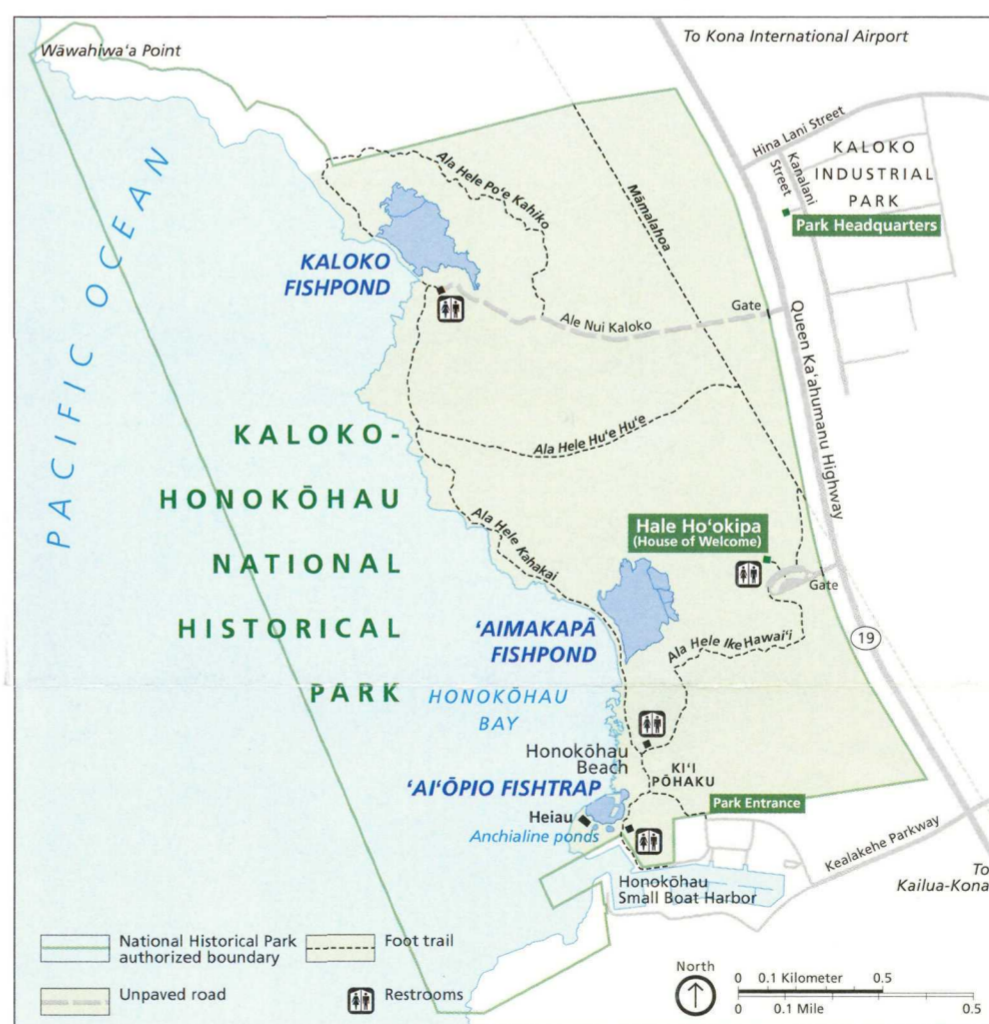 Wāwahiwa‘a Point
To Kona International Airport
PACIFIC OCEAN
Hina Lani Street
Kanalani
Street
KALOKO
INDUSTRIAL
PARK
Park Headquarters
Ala Hele Po‘e Kahiko
Māmalahoa
KALOKO
FISHPOND
Ale Nui Kaloko
Gate
Queen Ka‘ahumanu Highway
KALOKO-
HONOKŌHAU
NATIONAL
HISTORICAL
PARK
Ala Hele Hu‘e Hu‘e
Ala Hele Kahakai
Hale Ho‘okipa
(House of Welcome)
Gate
19
‘AIMAKAPĀ
FISHPOND
Ala Hele Ike Hawai‘i
HONOKŌHAU
BAY
Honokōhau
Beach
KI‘I
PŌHAKU
‘AI‘ŌPIO FISHTRAP
Park Entrance
Heiau
Anchialine ponds
Kealakehe Parkway
To
Kailua-Kona
Honokōhau
Small Boat Harbor
National Historical Park
authorized boundary
Foot trail
Unpaved road
Restrooms
North
0 0.1 Kilometer 0.5
0 0.1 Mile 0.5